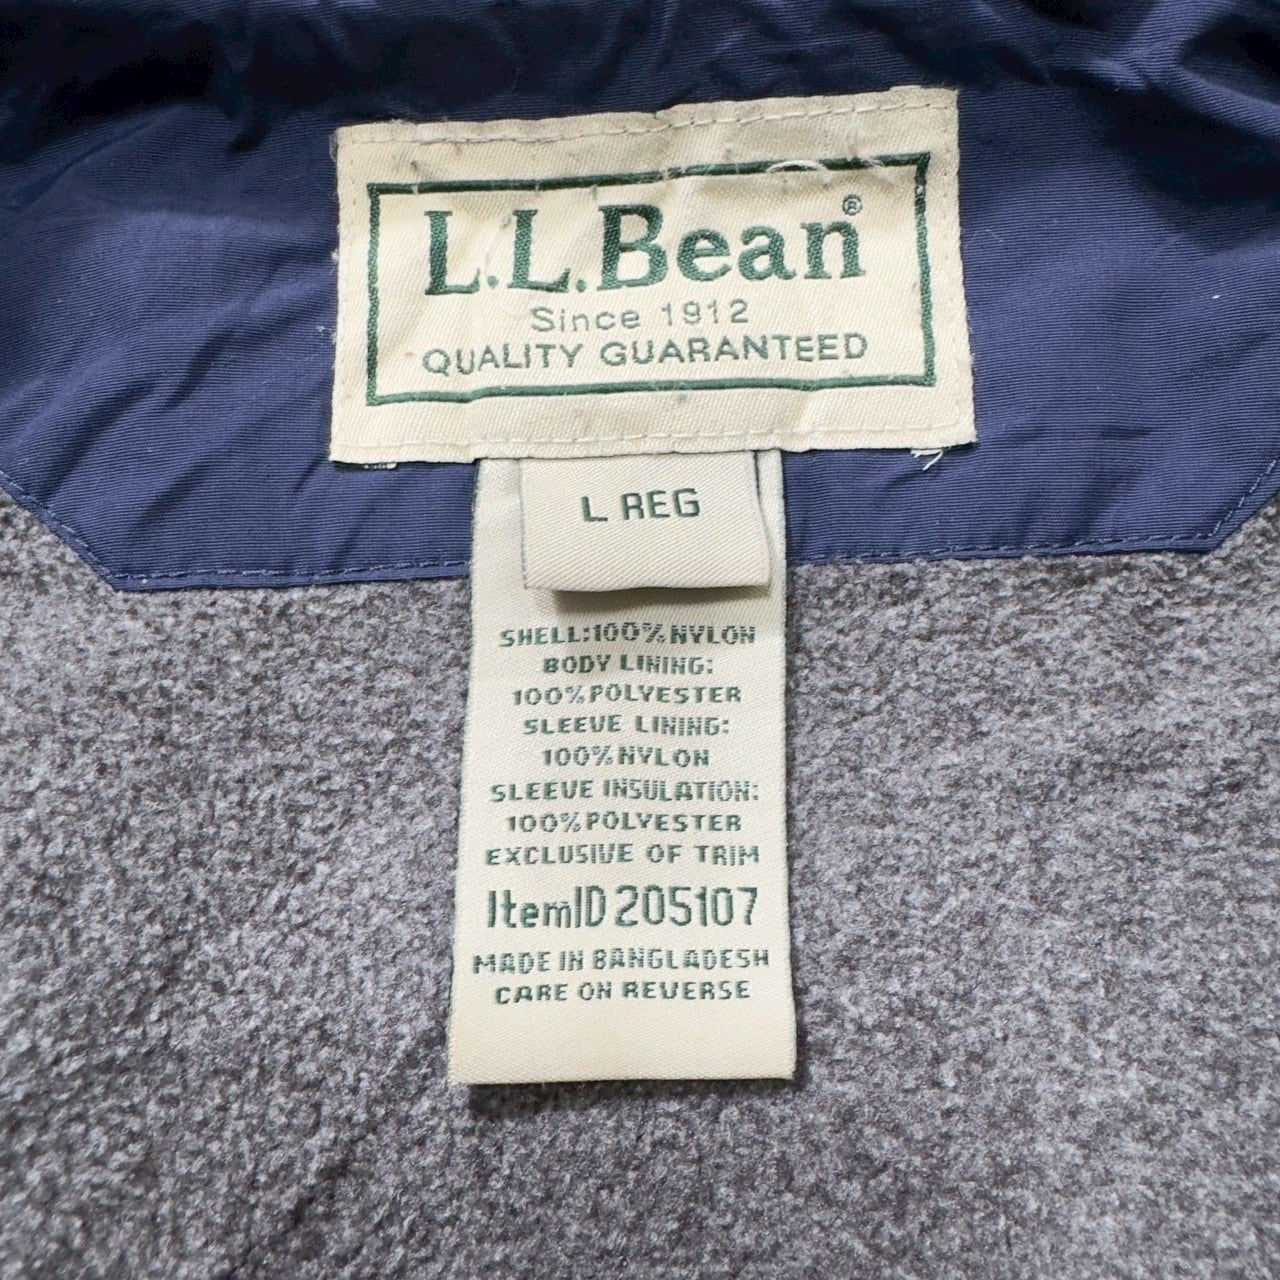 L.L.Bean®
Since 1912
QUALITY GUARANTEED
L REG
SHELL:100%NYLON
BODY LINING:
100%POLYESTER
SLEEVE LINING:
100%NYLON
SLEEVE INSULATION:
100%POLYESTER
EXCLUSIVE OF TRIM
ItemID 205107
MADE IN BANGLADESH
CARE ON REVERSE